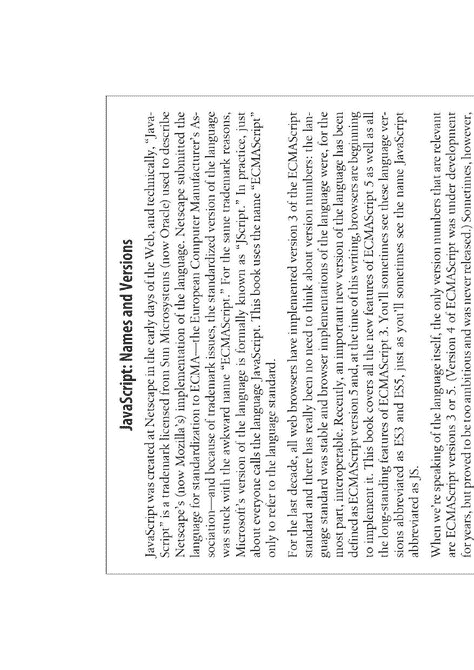 JavaScript: Names and Versions
JavaScript was created at Netscape in the early days of the Web, and technically, “Java-
Script” is a trademark licensed from Sun Microsystems (now Oracle) used to describe
Netscape’s (now Mozilla’s) implementation of the language. Netscape submitted the
language for standardization to ECMA—the European Computer Manufacturer’s As-
sociation—and because of trademark issues, the standardized version of the language
was stuck with the awkward name “ECMAScript.” For the same trademark reasons,
Microsoft’s version of the language is formally known as “JScript.” In practice, just
about everyone calls the language JavaScript. This book uses the name “ECMAScript”
only to refer to the language standard.
For the last decade, all web browsers have implemented version 3 of the ECMAScript
standard and there has really been no need to think about version numbers: the lan-
guage standard was stable and browser implementations of the language were, for the
most part, interoperable. Recently, an important new version of the language has been
defined as ECMAScript version 5 and, at the time of this writing, browsers are beginning
to implement it. This book covers all the new features of ECMAScript 5 as well as all
the long-standing features of ECMAScript 3. You’ll sometimes see these language ver-
sions abbreviated as ES3 and ES5, just as you’ll sometimes see the name JavaScript
abbreviated as JS.
When we’re speaking of the language itself, the only version numbers that are relevant
are ECMAScript versions 3 or 5. (Version 4 of ECMAScript was under development
for years, but proved to be too ambitious and was never released.) Sometimes, however,